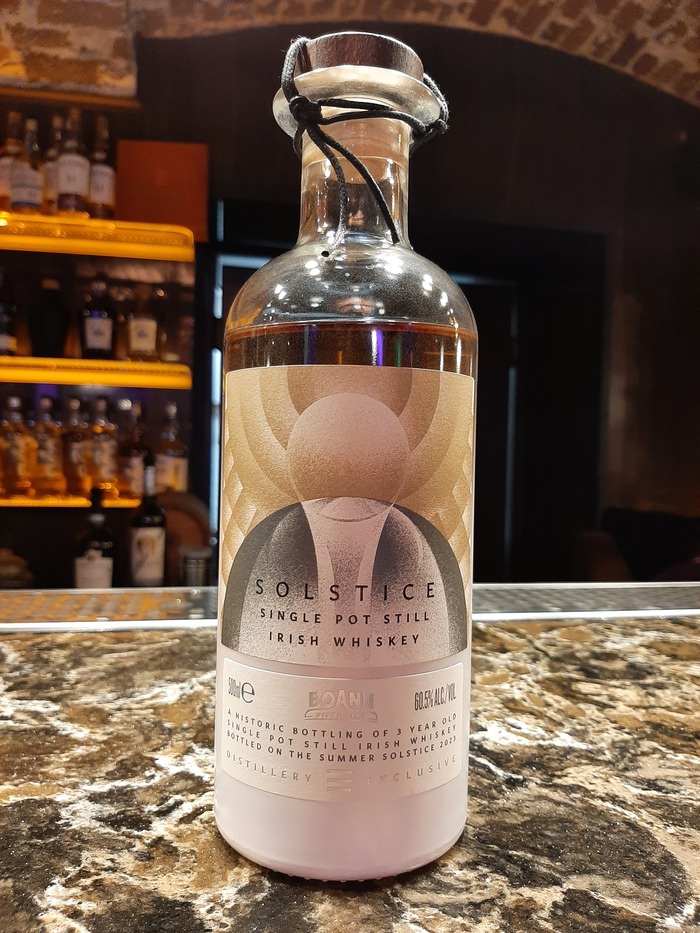 SOLSTICE
SINGLE POT STILL
IRISH WHISKEY
500ml e
BOANN
DISTILLERY
60.5% ALC/VOL
A HISTORIC BOTTLING OF 3 YEAR OLD
SINGLE POT STILL IRISH WHISKEY
BOTTLED ON THE SUMMER SOLSTICE 2023
DISTILLERY EXCLUSIVE